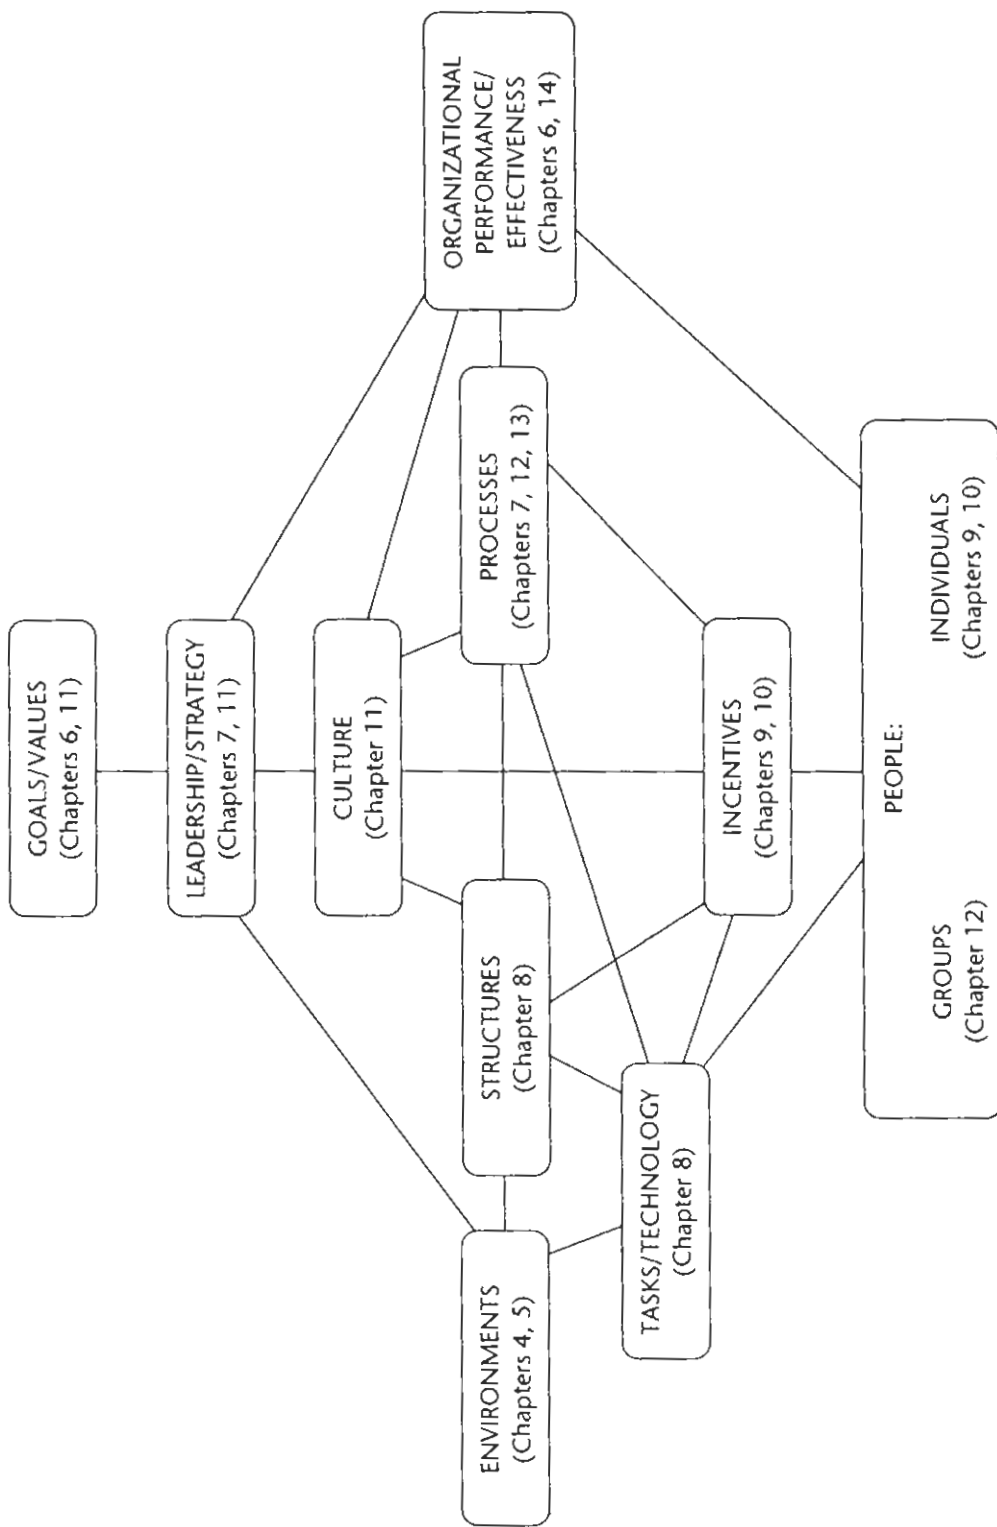 GOALS/VALUES
(Chapters 6, 11)
LEADERSHIP/STRATEGY
(Chapters 7, 11)
CULTURE
(Chapter 11)
ENVIRONMENTS
(Chapters 4, 5)
STRUCTURES
(Chapter 8)
PROCESSES
(Chapters 7, 12, 13)
ORGANIZATIONAL
PERFORMANCE/
EFFECTIVENESS
(Chapters 6, 14)
TASKS/TECHNOLOGY
(Chapter 8)
INCENTIVES
(Chapters 9, 10)
PEOPLE:
GROUPS
(Chapter 12)
INDIVIDUALS
(Chapters 9, 10)